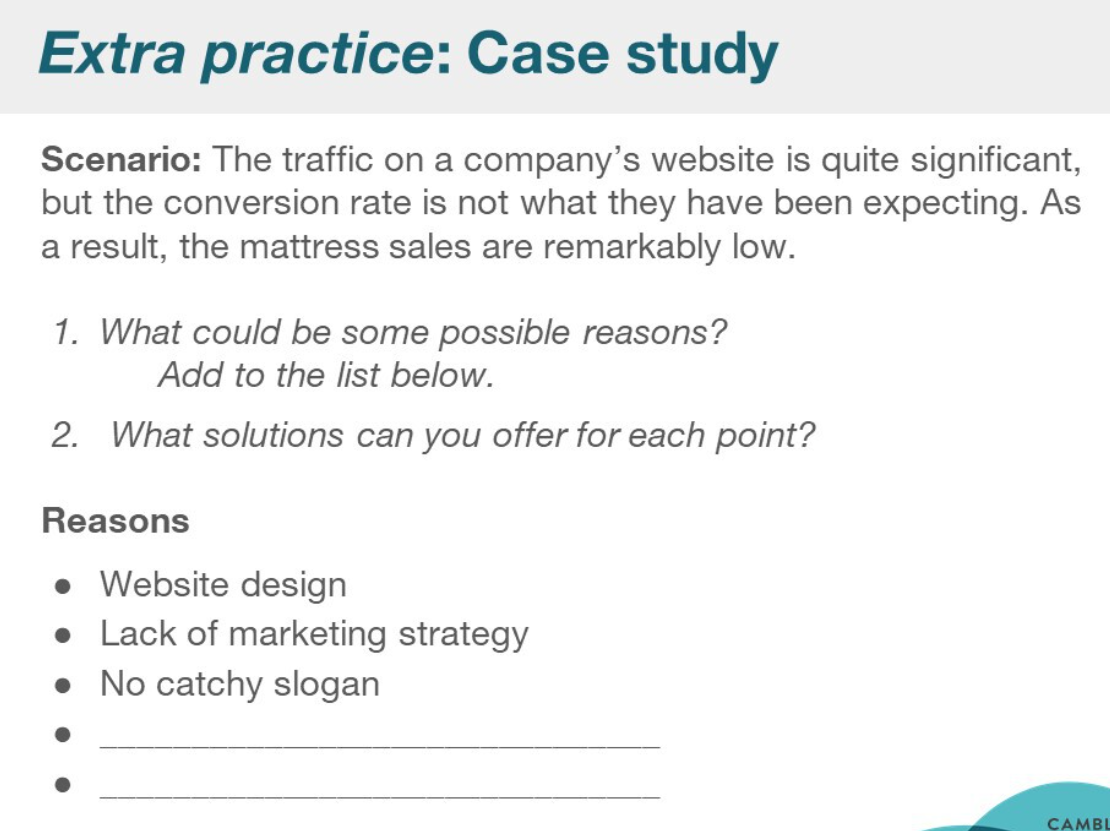 Extra practice: Case study
Scenario: The traffic on a company’s website is quite significant,
but the conversion rate is not what they have been expecting. As
a result, the mattress sales are remarkably low.
1. What could be some possible reasons?
Add to the list below.
2. What solutions can you offer for each point?
Reasons
● Website design
● Lack of marketing strategy
● No catchy slogan
● _______________________________
● _______________________________